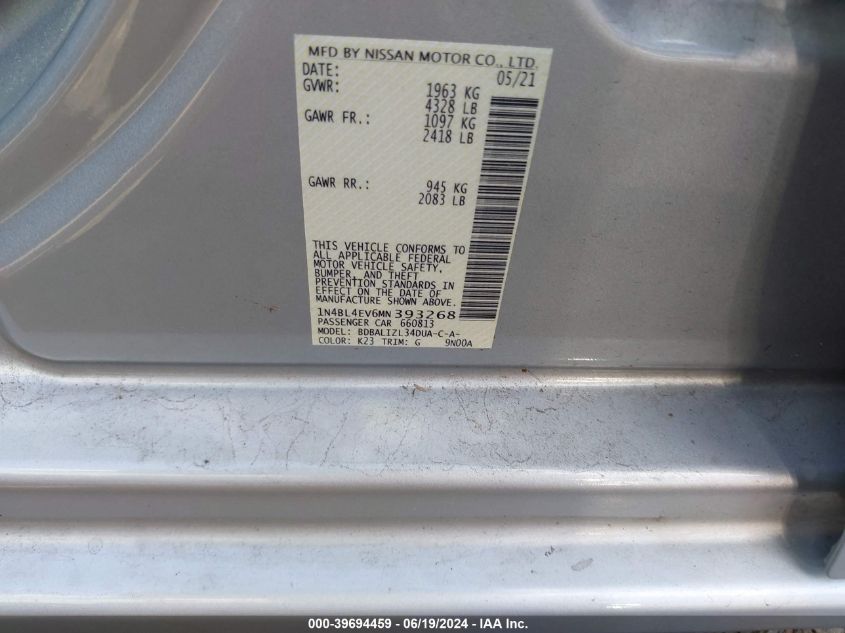 MFD BY NISSAN MOTOR CO., LTD.
DATE: 05/21
GVWR: 1963 KG
4328 LB
GAWR FR.: 1097 KG
2418 LB
GAWR RR.: 945 KG
2083 LB
THIS VEHICLE CONFORMS TO
ALL APPLICABLE FEDERAL
MOTOR VEHICLE SAFETY,
BUMPER, AND THEFT
PREVENTION STANDARDS IN
EFFECT ON THE DATE OF
MANUFACTURE SHOWN ABOVE.
1N4BL4EV6MN393268
PASSENGER CAR 660813
MODEL: BDBALIZL34DUA-C-A-
COLOR: K23 TRIM: G 9N00A
000-39694459 - 06/19/2024 - IAA Inc.